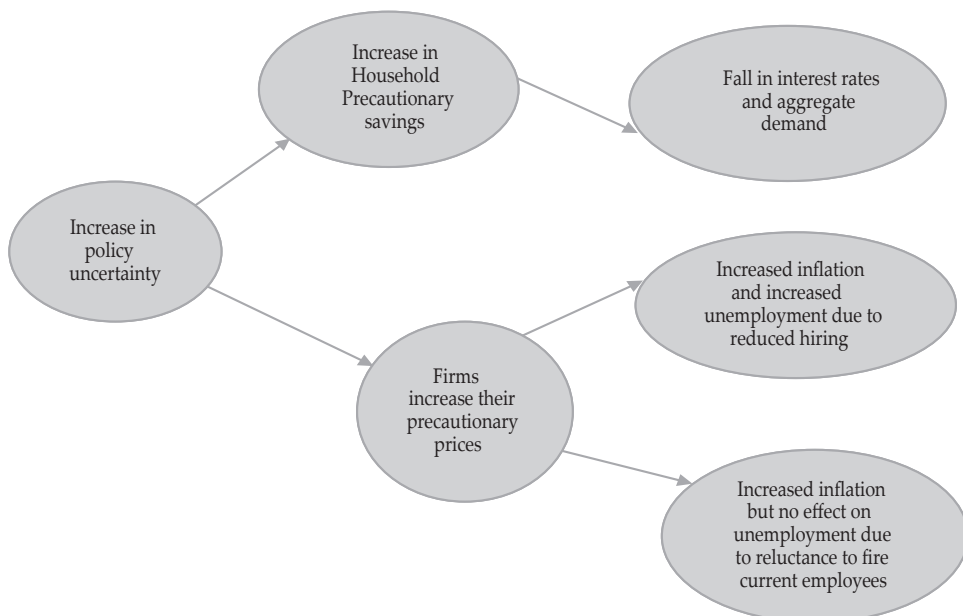 Increase in
Household
Precautionary
savings
Fall in interest rates
and aggregate
demand
Increase in
policy
uncertainty
Increased inflation
and increased
unemployment due to
reduced hiring
Firms
increase their
precautionary
prices
Increased inflation
but no effect on
unemployment due
to reluctance to fire
current employees